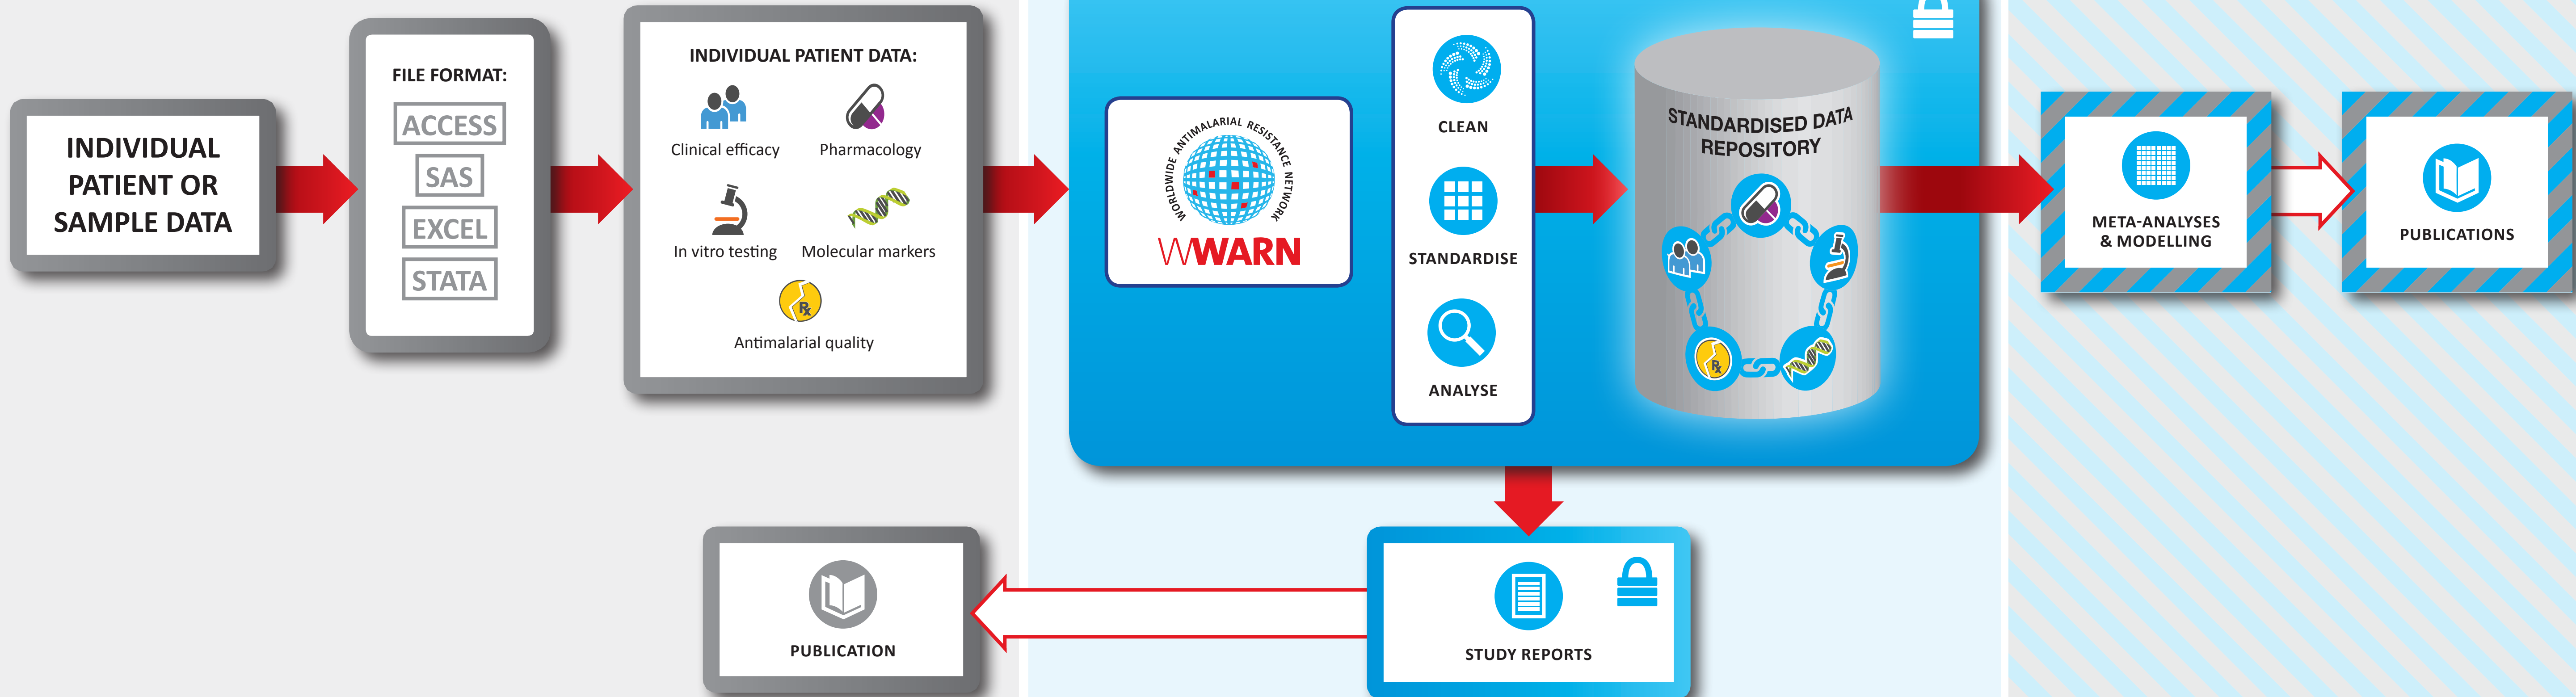 INDIVIDUAL
PATIENT OR
SAMPLE DATA
FILE FORMAT:
ACCESS
SAS
EXCEL
STATA
INDIVIDUAL PATIENT DATA:
Clinical efficacy
Pharmacology
In vitro testing
Molecular markers
Rx
Antimalarial quality
WORLDWIDE ANTIMALARIAL RESISTANCE NETWORK
WWARN
CLEAN
STANDARDISE
ANALYSE
STANDARDISED DATA
REPOSITORY
Rx
META-ANALYSES
& MODELLING
PUBLICATIONS
PUBLICATION
STUDY REPORTS